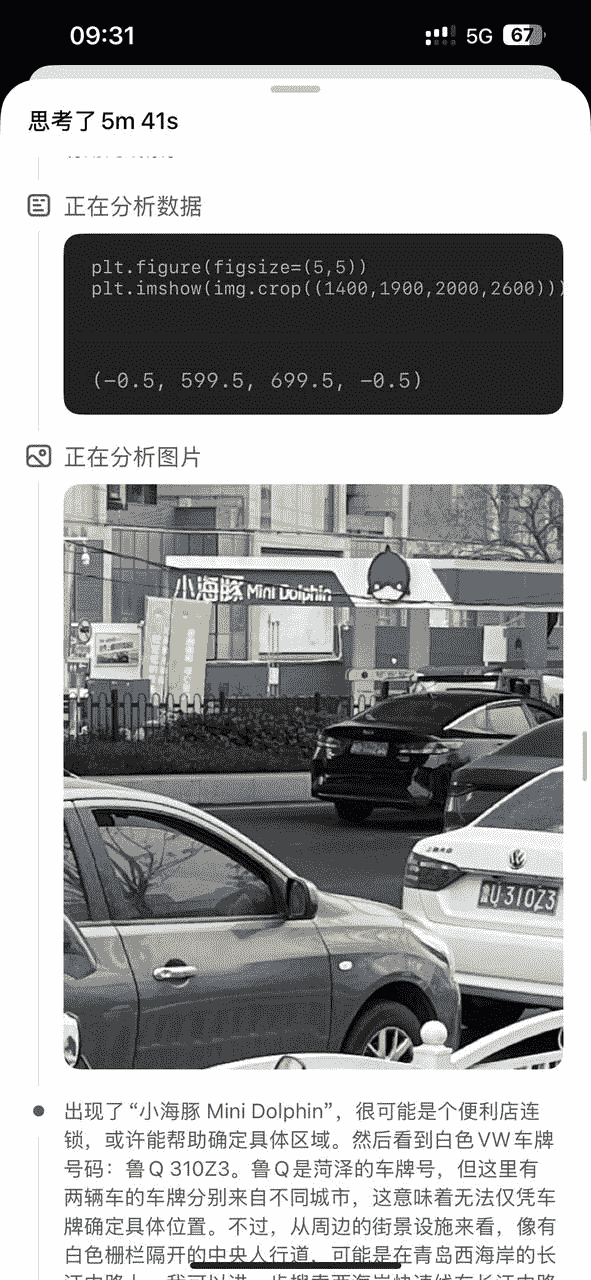 09:31
5G
67
思考了 5m 41s
正在分析数据
plt.figure(figsize=(5,5))
plt.imshow(img.crop((1400,1900,2000,2600)))
(-0.5, 599.5, 699.5, -0.5)
正在分析图片
小海豚 Mini Dolphin
上汽大众
310Z3
出现了“小海豚 Mini Dolphin”，很可能是个便利店连
锁，或许能帮助确定具体区域。然后看到白色 VW 车牌
号码：鲁 Q 310Z3。鲁 Q 是菏泽的车牌号，但这里有
两辆车的车牌分别来自不同城市，这意味着无法仅凭车
牌确定具体位置。不过，从周边的街景设施来看，像有
白色栅栏隔开的中央人行道，可能是在青岛西海岸的长